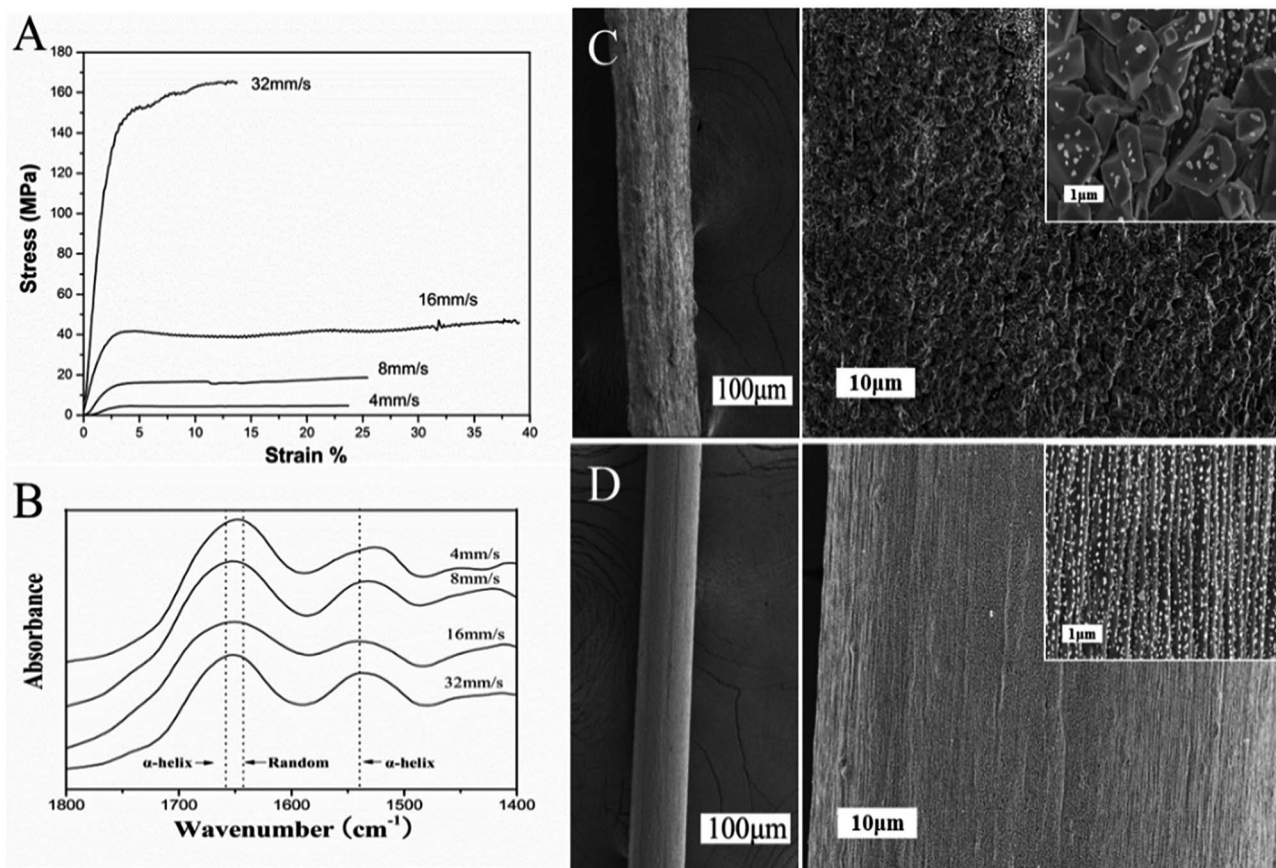 A
180
160
140
120
100
80
60
40
20
0
Stress (MPa)
32mm/s
16mm/s
8mm/s
4mm/s
0 5 10 15 20 25 30 35 40
Strain %
B
Absorbance
4mm/s
8mm/s
16mm/s
32mm/s
α-helix Random α-helix
1800 1700 1600 1500 1400
Wavenumber (cm⁻¹)
C
100μm
10μm
1μm
D
100μm
10μm
1μm